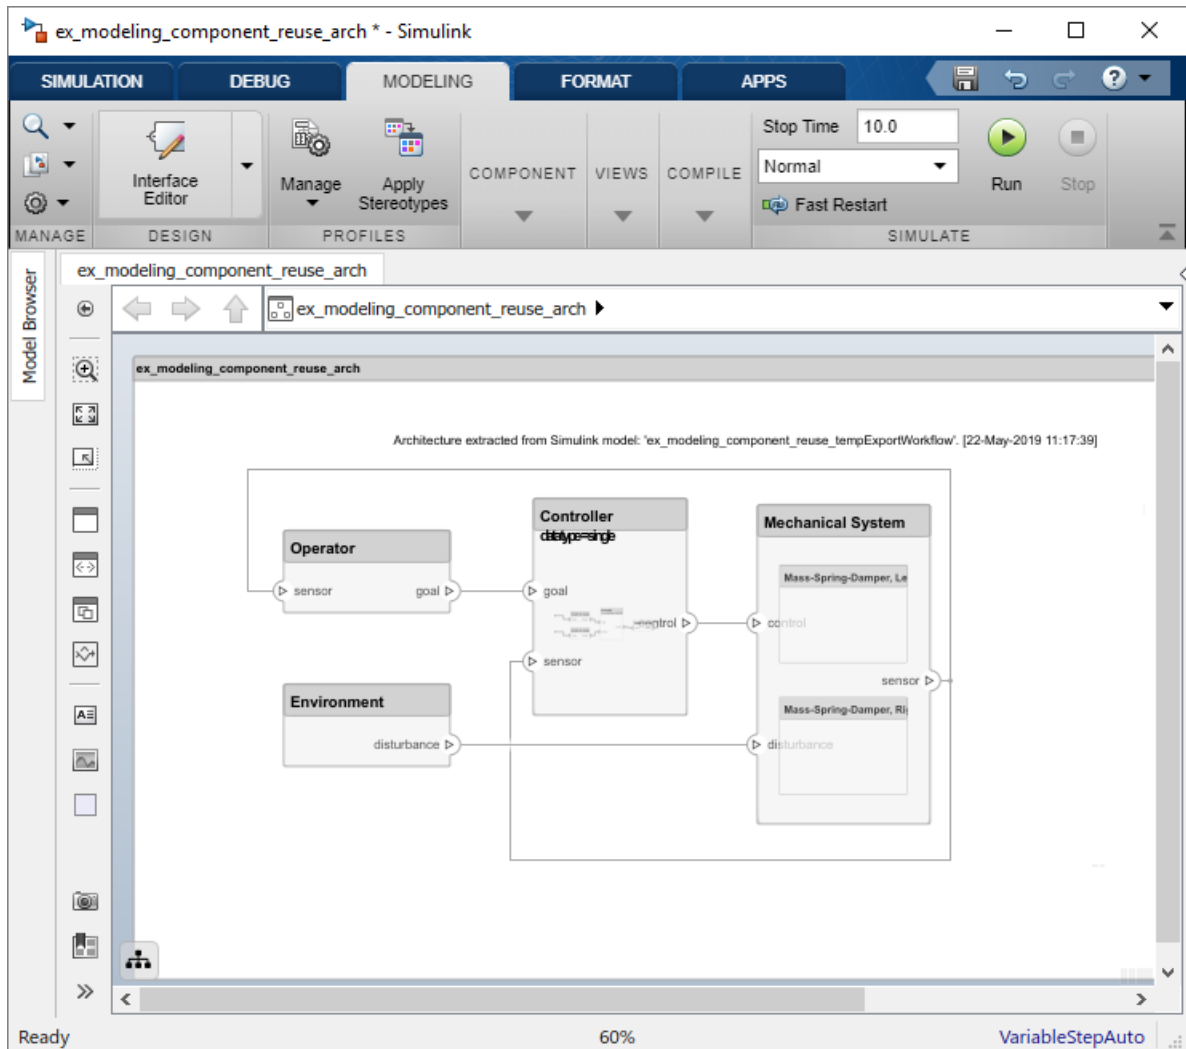 ex_modeling_component_reuse_arch * - Simulink
SIMULATION DEBUG MODELING FORMAT APPS
Stop Time 10.0
Normal
Fast Restart
Interface
Editor
Manage
Apply
Stereotypes
COMPONENT VIEWS COMPILE
Run Stop
MANAGE DESIGN PROFILES SIMULATE
Model Browser
ex_modeling_component_reuse_arch
ex_modeling_component_reuse_arch
ex_modeling_component_reuse_arch
Architecture extracted from Simulink model: 'ex_modeling_component_reuse_tempExportWorkflow'. [22-May-2019 11:17:39]
Operator
sensor goal
Controller
datatype=single
goal
control
sensor
Mechanical System
Mass-Spring-Damper, Le
control
sensor
Mass-Spring-Damper, Ri
disturbance
Environment
disturbance
Ready 60% VariableStepAuto